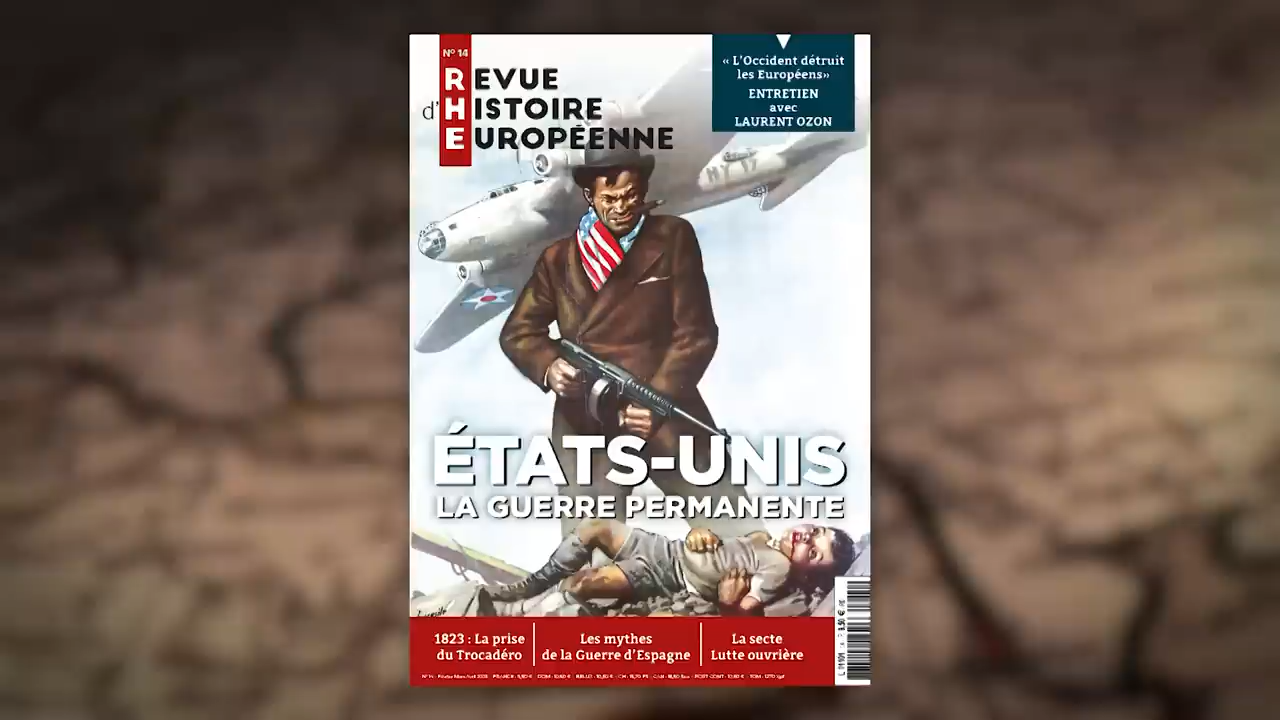 N° 14
REVUE
d'HISTOIRE
EUROPÉENNE
« L'Occident détruit
les Européens»
ENTRETIEN
avec
LAURENT OZON
ÉTATS-UNIS
LA GUERRE PERMANENTE
1823 : La prise
du Trocadéro
Les mythes
de la Guerre d'Espagne
La secte
Lutte ouvrière